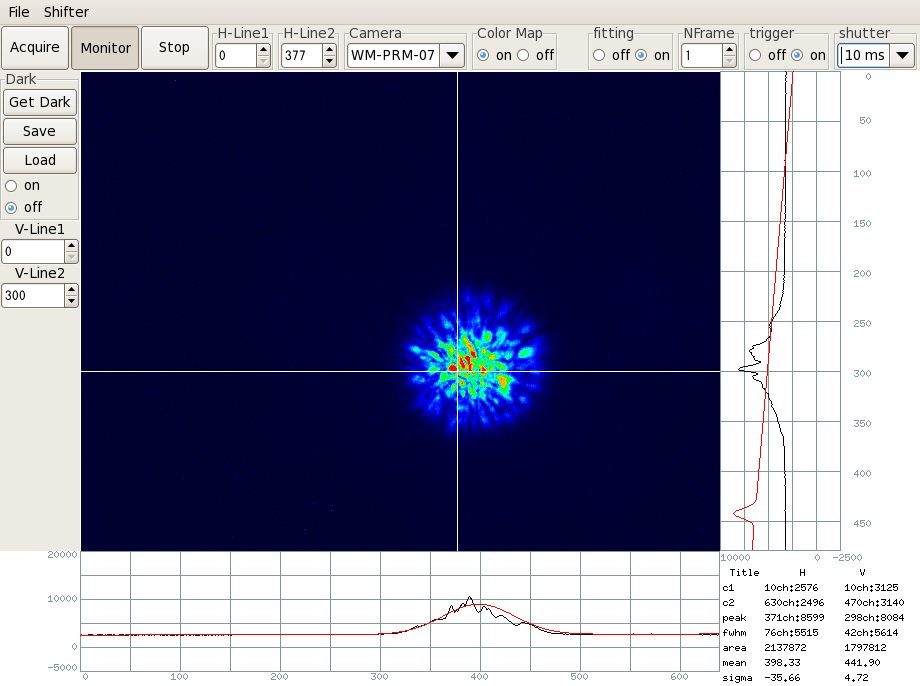 File Shifter
Acquire Monitor Stop H-Line1 H-Line2 Camera Color Map fitting NFrame trigger shutter
0 377 WM-PRM-07 on off off on 1 off on 10 ms
Dark
Get Dark
Save
Load
on
off
V-Line1
0
V-Line2
300
0
50
100
150
200
250
300
350
400
450
20000
10000
0
-5000
0 100 200 300 400 500 600
10000 0 -2500
Title H V
c1 10ch:2576 10ch:3125
c2 630ch:2496 470ch:3140
peak 371ch:8599 298ch:8084
fwhm 76ch:5515 42ch:5614
area 2137872 1797812
mean 398.33 441.90
sigma -35.66 4.72